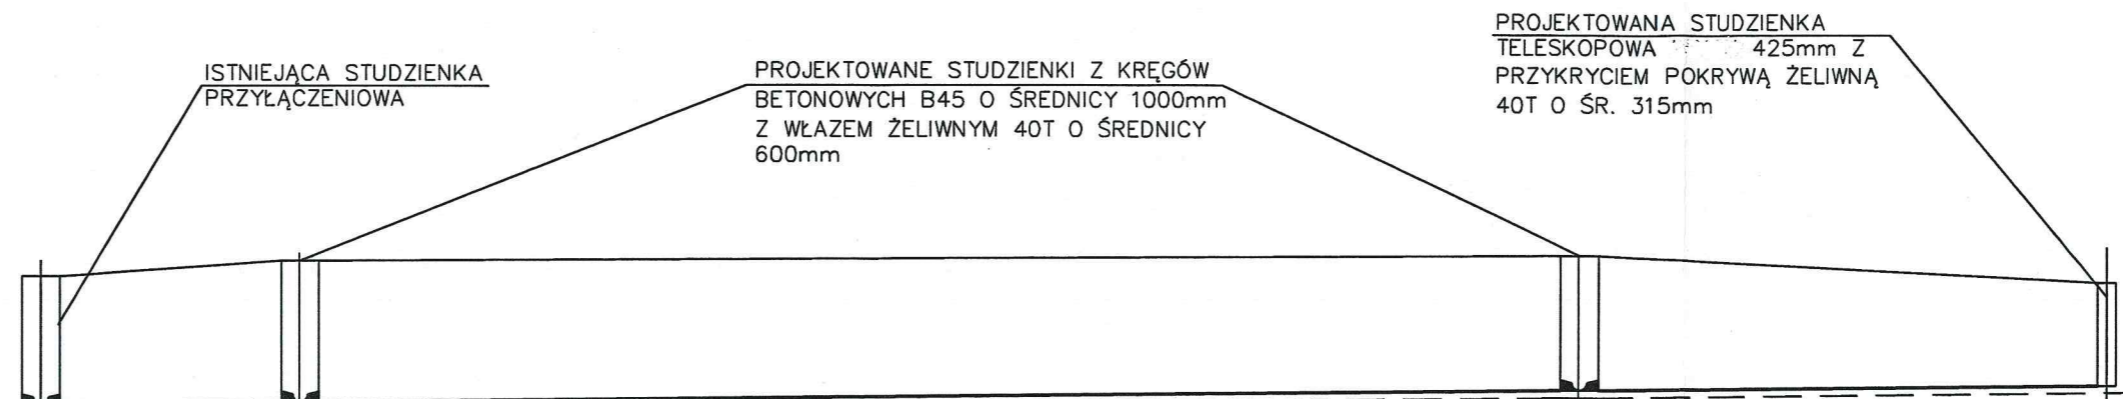 ISTNIEJĄCA STUDZIENKA
PRZYŁĄCZENIOWA
PROJEKTOWANE STUDZIENKI Z KRĘGÓW
BETONOWYCH B45 O ŚREDNICY 1000mm
Z WŁAZEM ŻELIWNYM 40T O ŚREDNICY
600mm
PROJEKTOWANA STUDZIENKA
TELESKOPOWA 425mm Z
PRZYKRYCIEM POKRYWĄ ŻELIWNĄ
40T O ŚR. 315mm